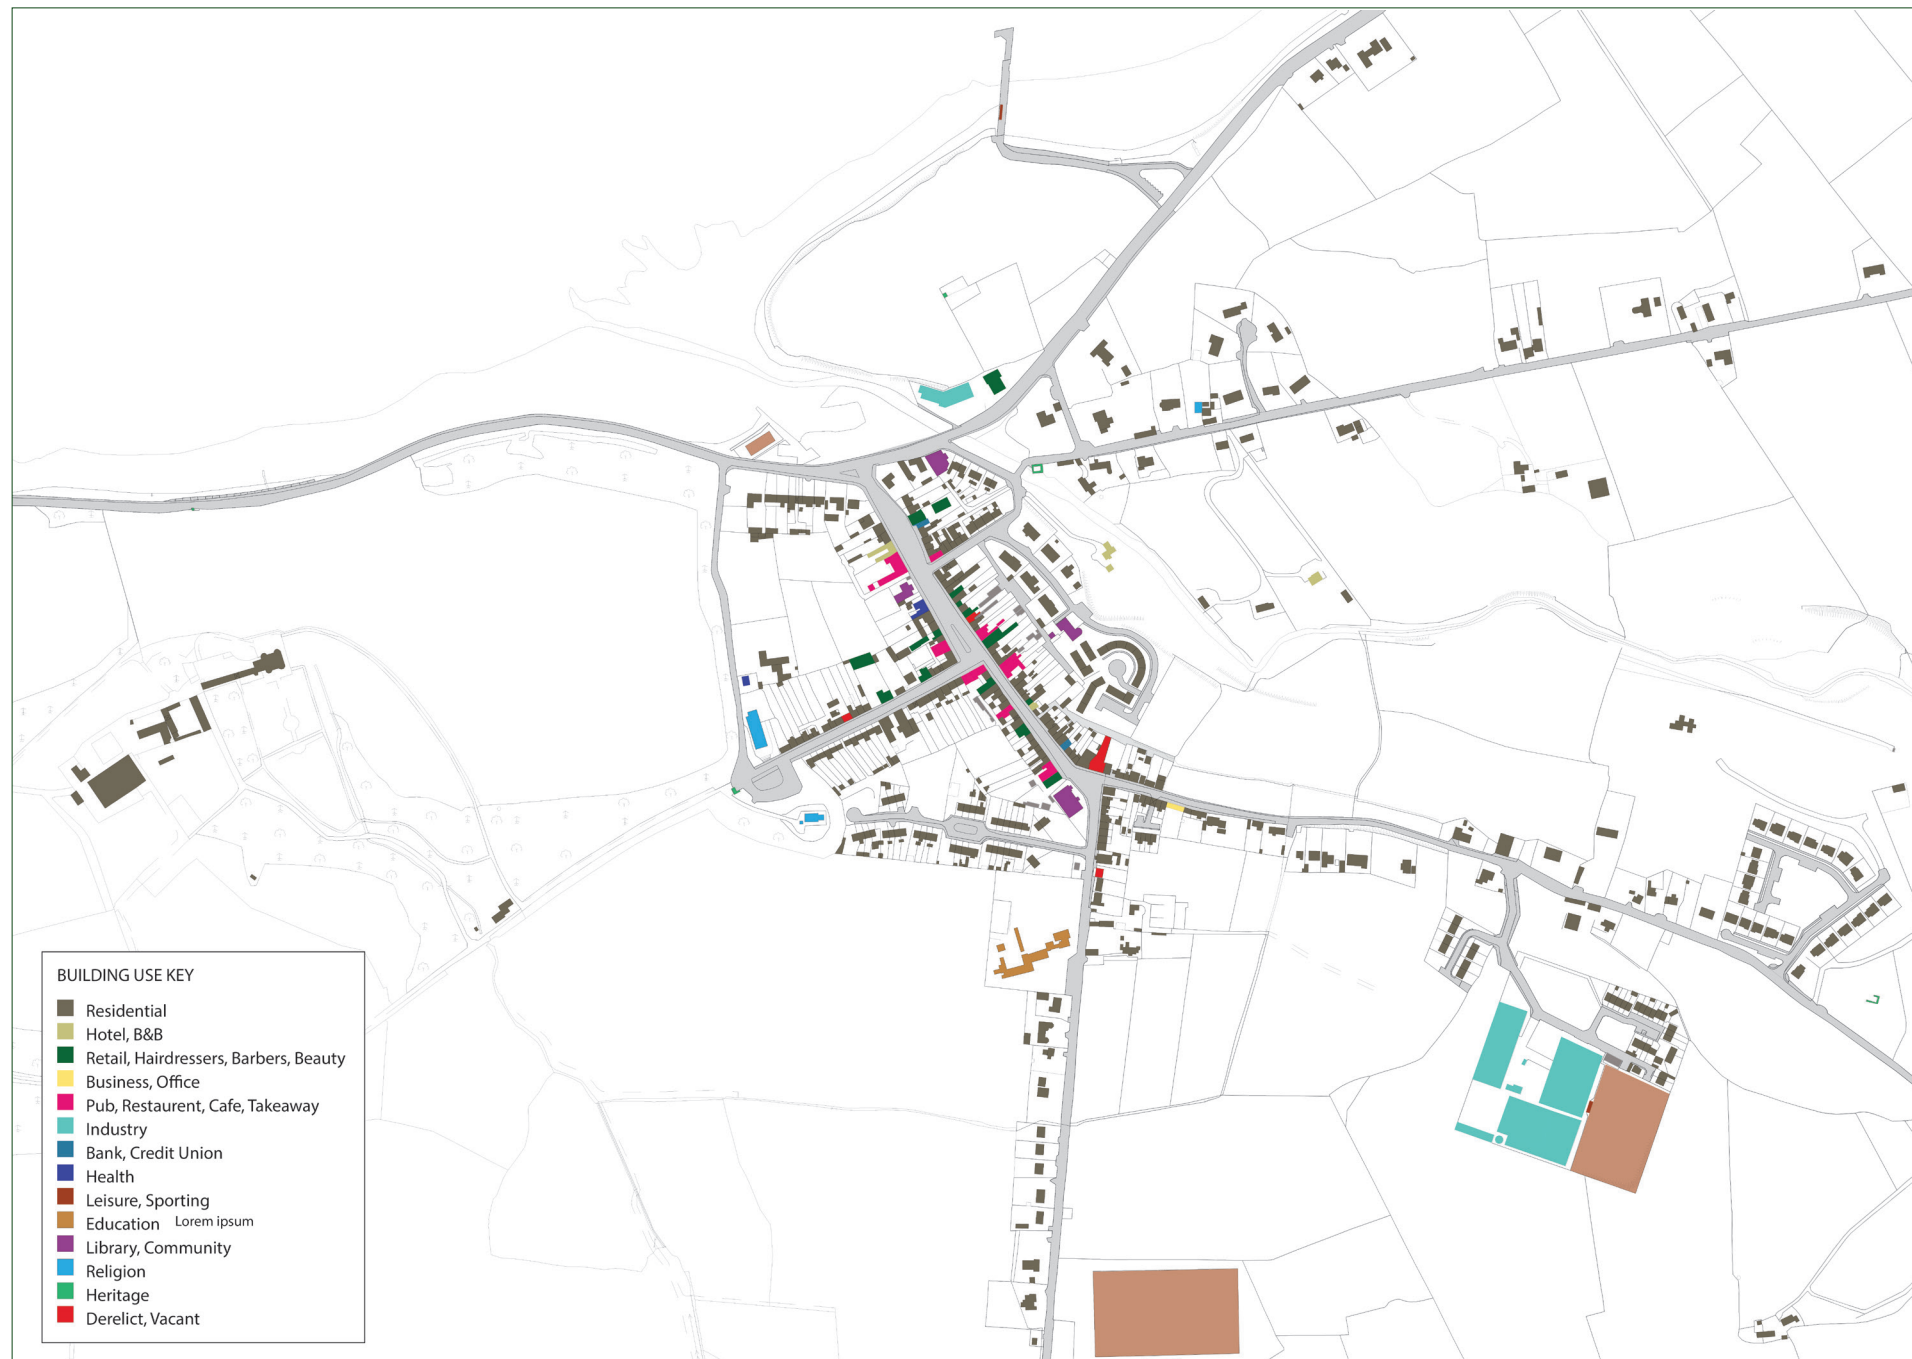 BUILDING USE KEY
Residential
Hotel, B&B
Retail, Hairdressers, Barbers, Beauty
Business, Office
Pub, Restaurent, Cafe, Takeaway
Industry
Bank, Credit Union
Health
Leisure, Sporting
Education Lorem ipsum
Library, Community
Religion
Heritage
Derelict, Vacant